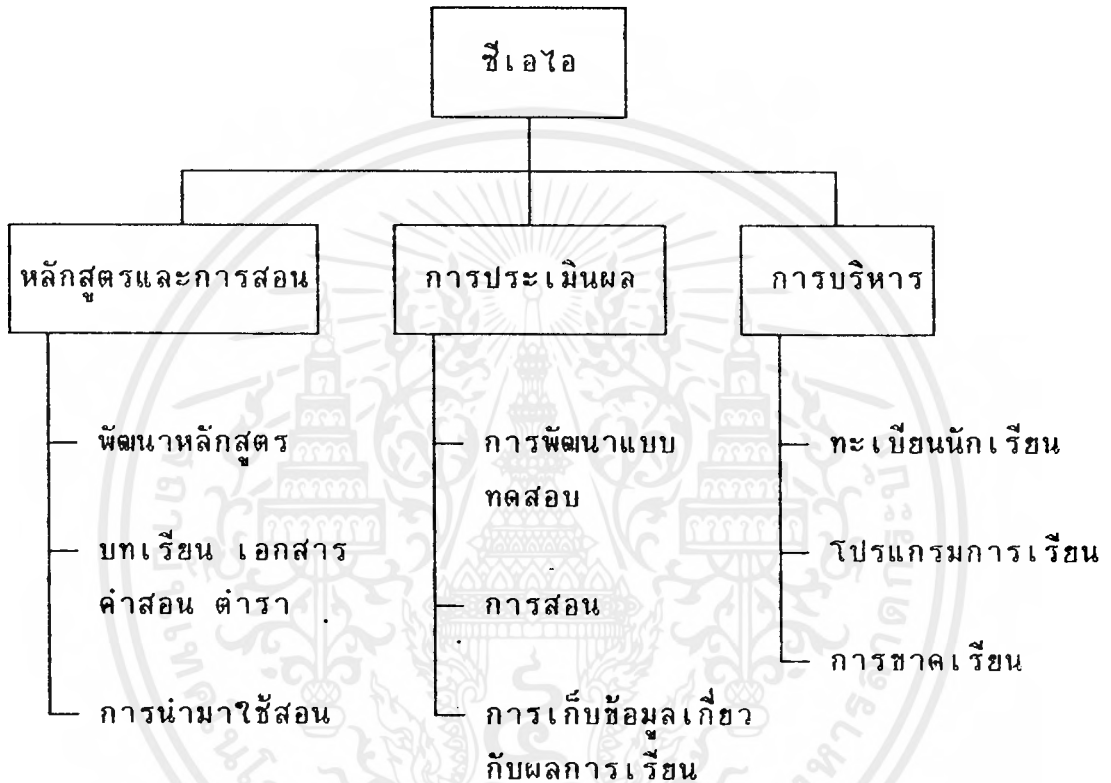 ซีเอไอ
หลักสูตรและการสอน
การประเมินผล
การบริหาร
พัฒนาหลักสูตร
บทเรียน เอกสาร
คำสอน ตำรา
การนำมาใช้สอน
การพัฒนาแบบ
ทดสอบ
การสอน
การเก็บข้อมูลเกี่ยว
กับผลการเรียน
ทะเบียนนักเรียน
โปรแกรมการเรียน
การขาดเรียน